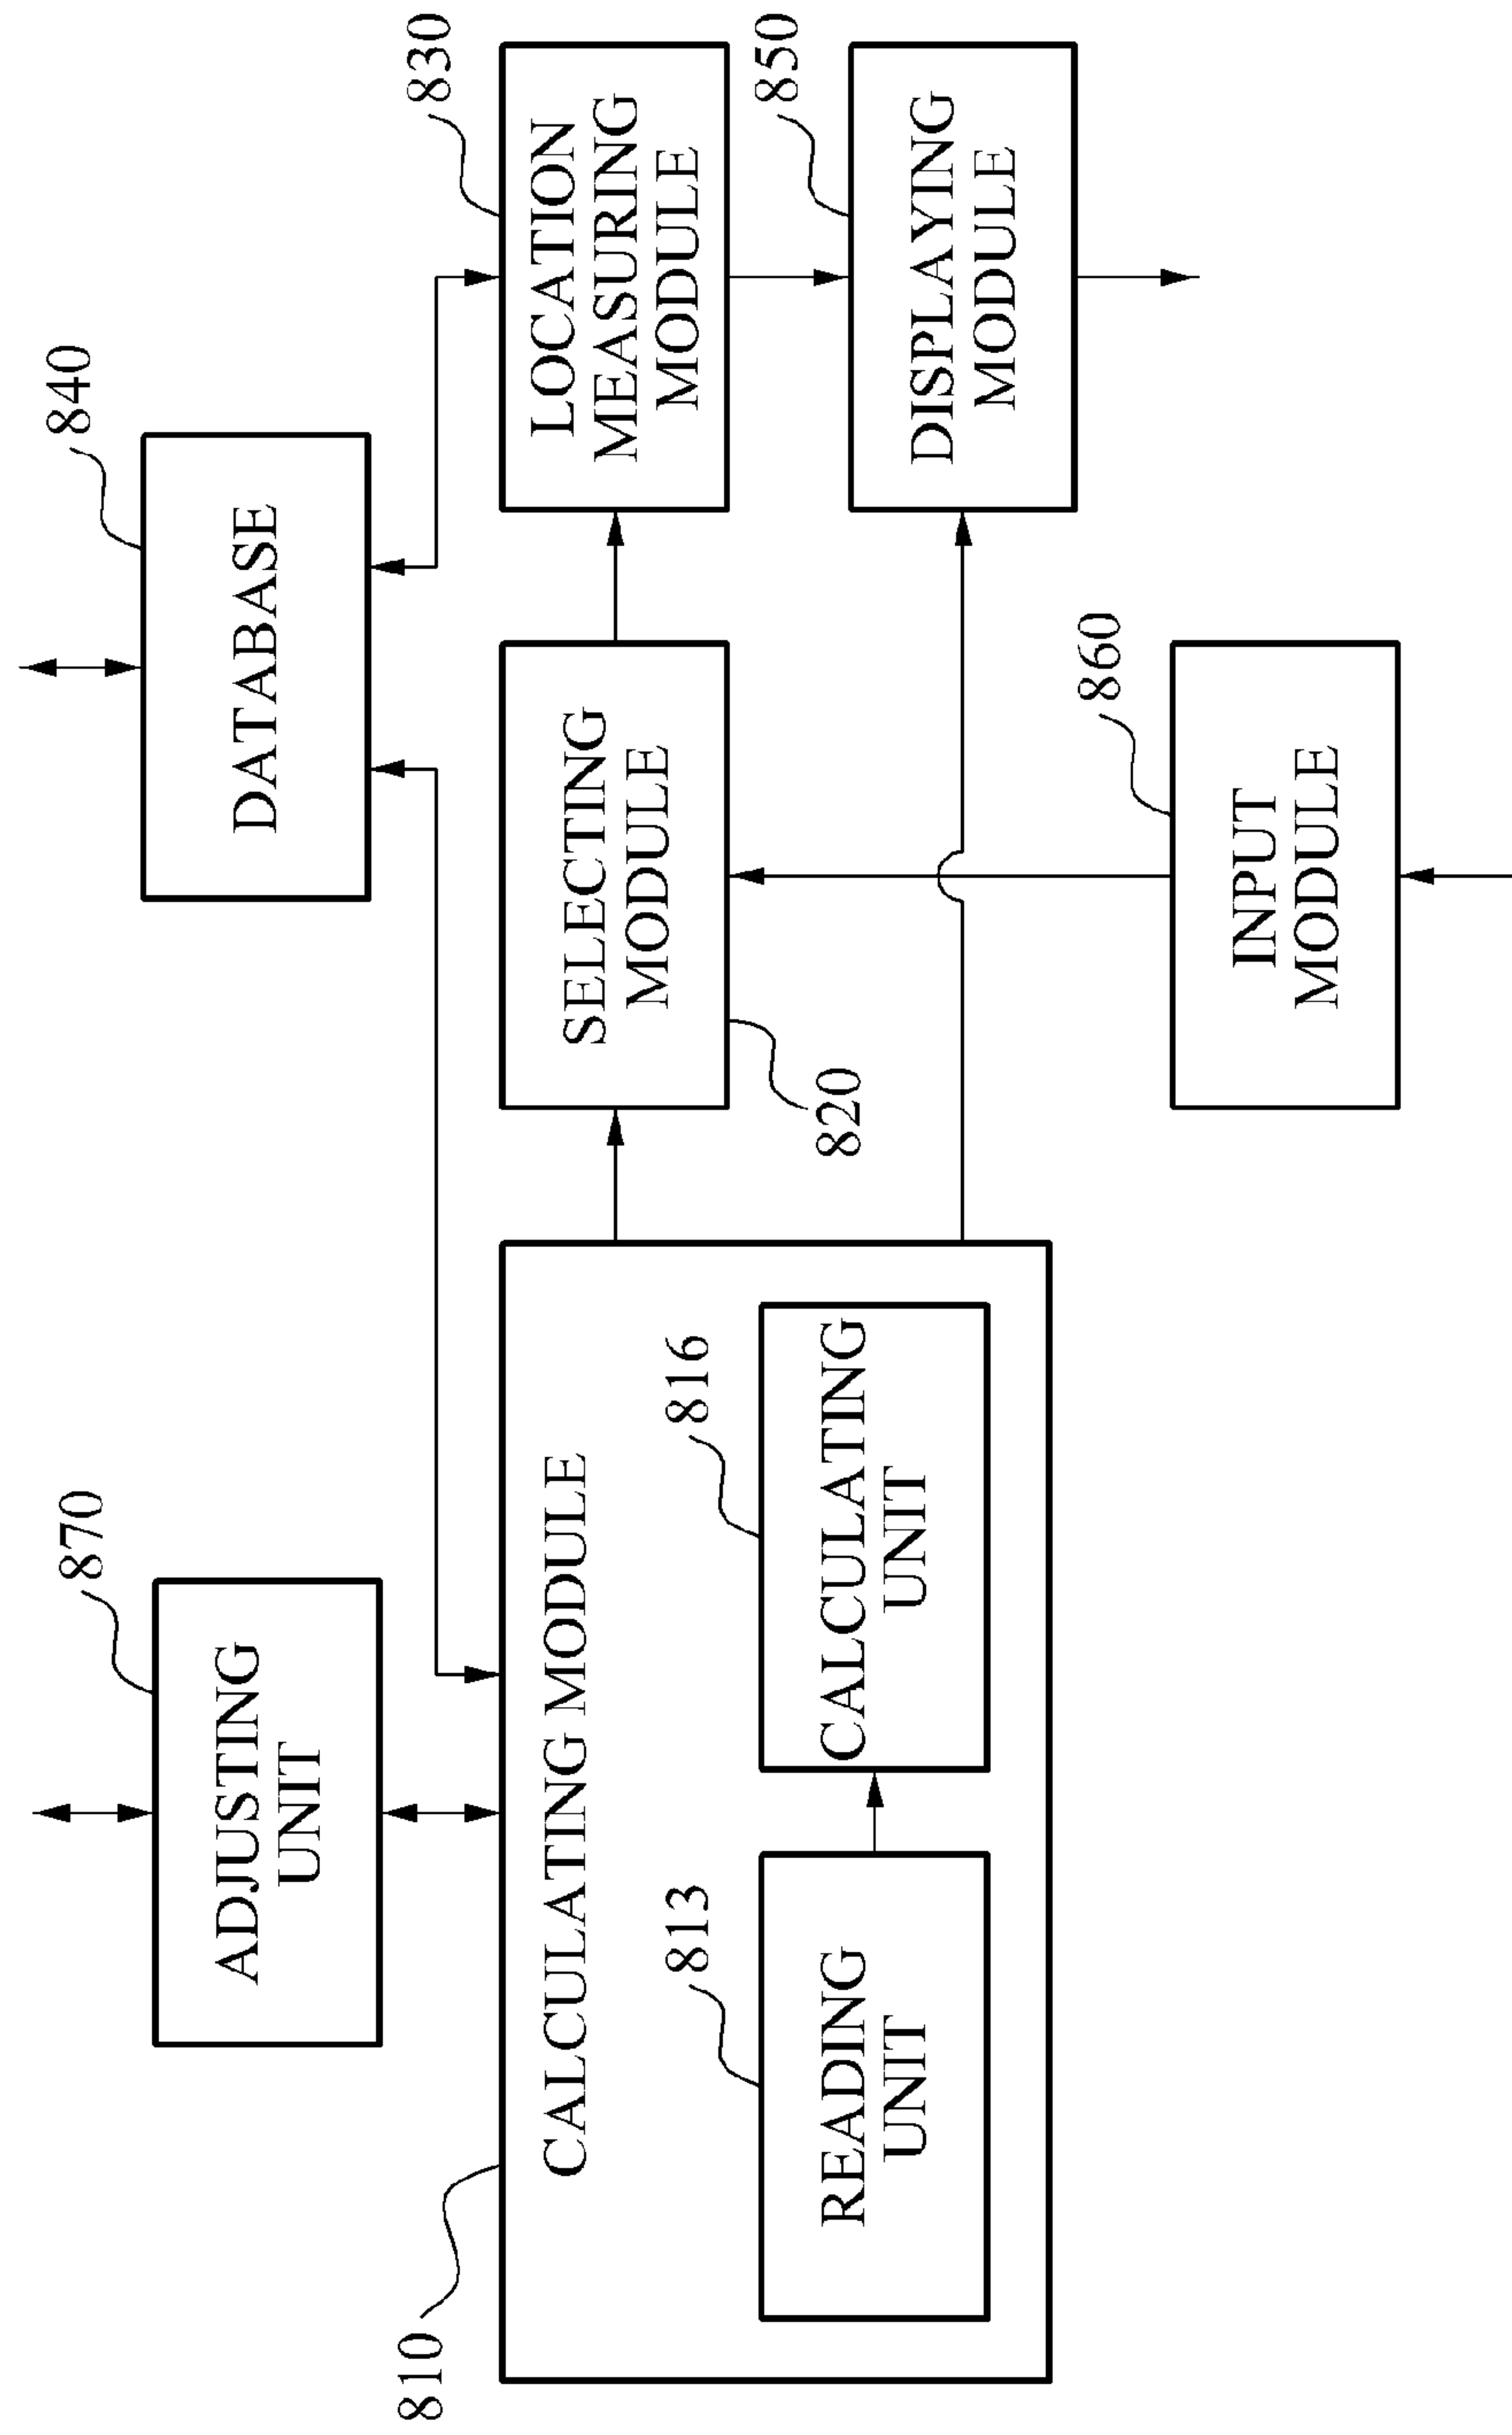 870
ADJUSTING
UNIT
840
DATABASE
810
CALCULATING MODULE
813
READING
UNIT
816
CALCULATING
UNIT
SELECTING
MODULE
820
830
LOCATION
MEASURING
MODULE
850
DISPLAYING
MODULE
860
INPUT
MODULE